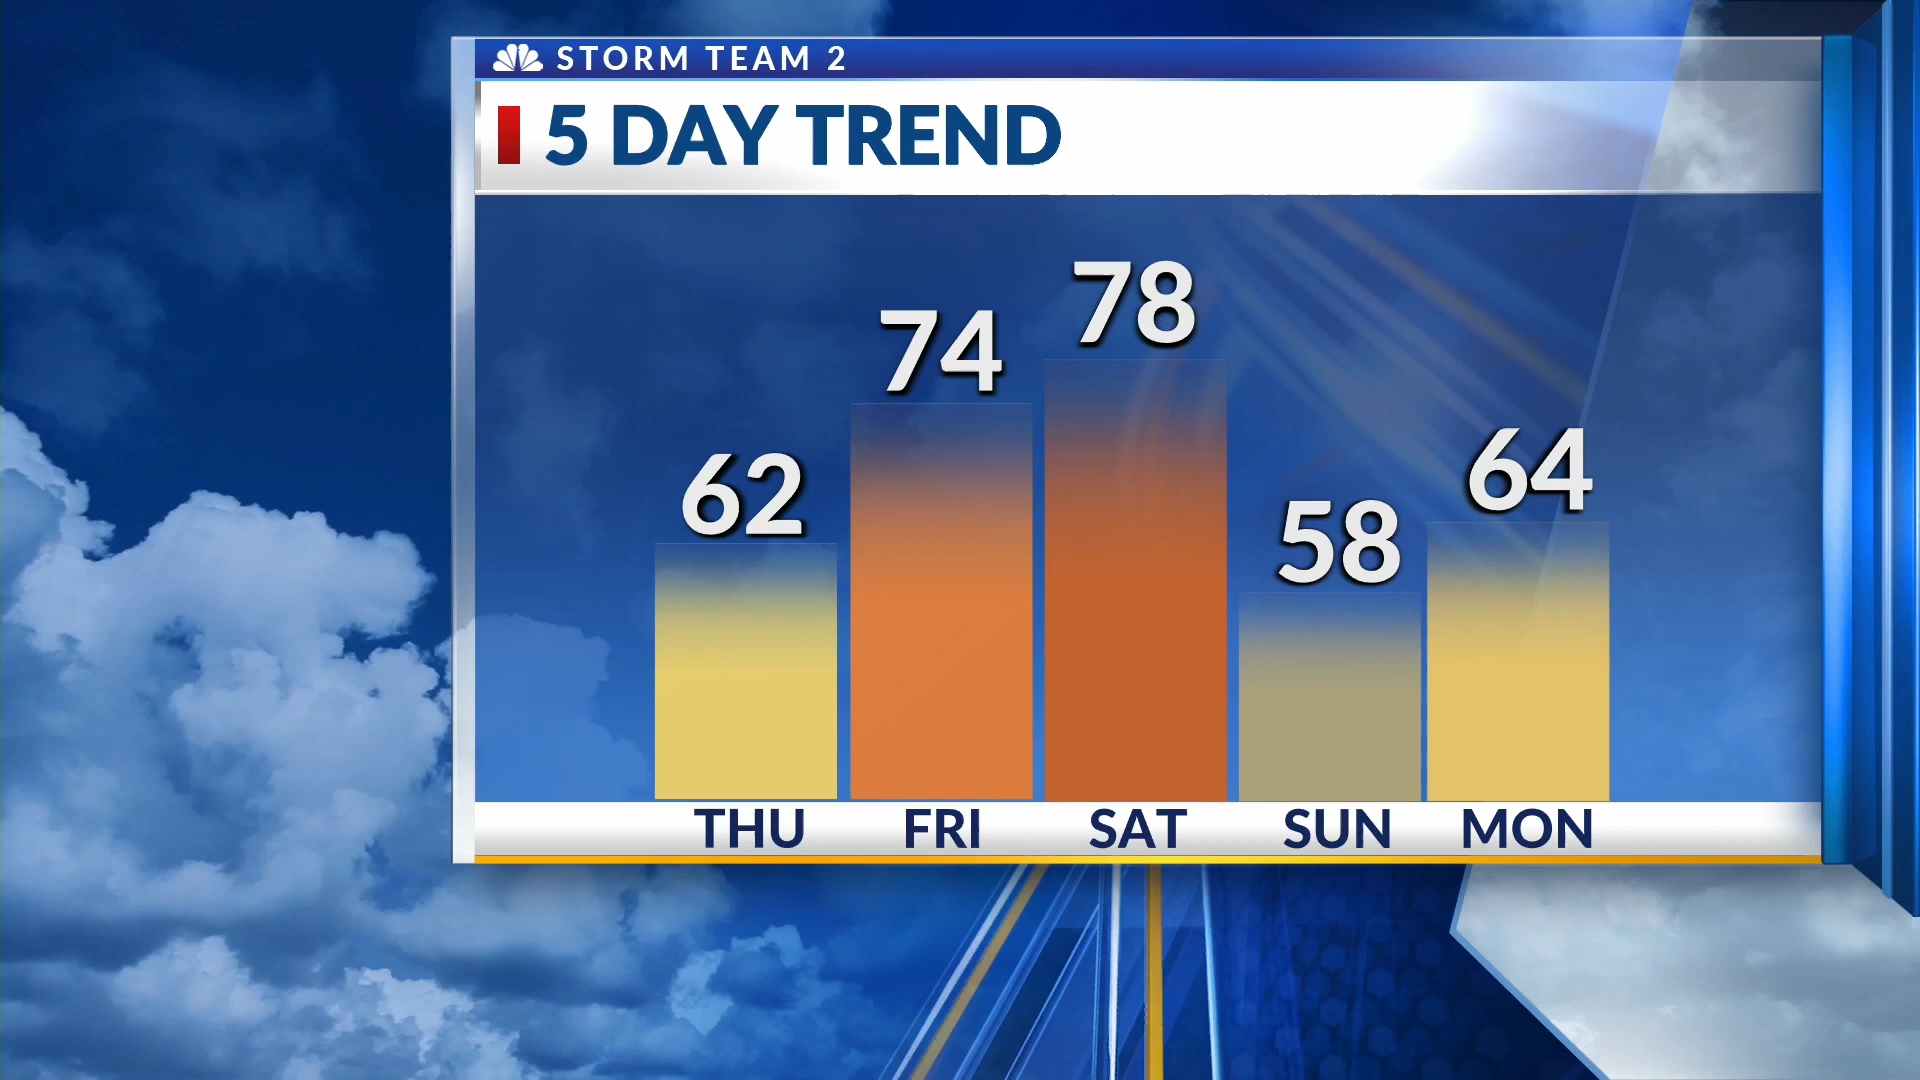 STORM TEAM 2
5 DAY TREND
62 74 78 58 64
THU FRI SAT SUN MON